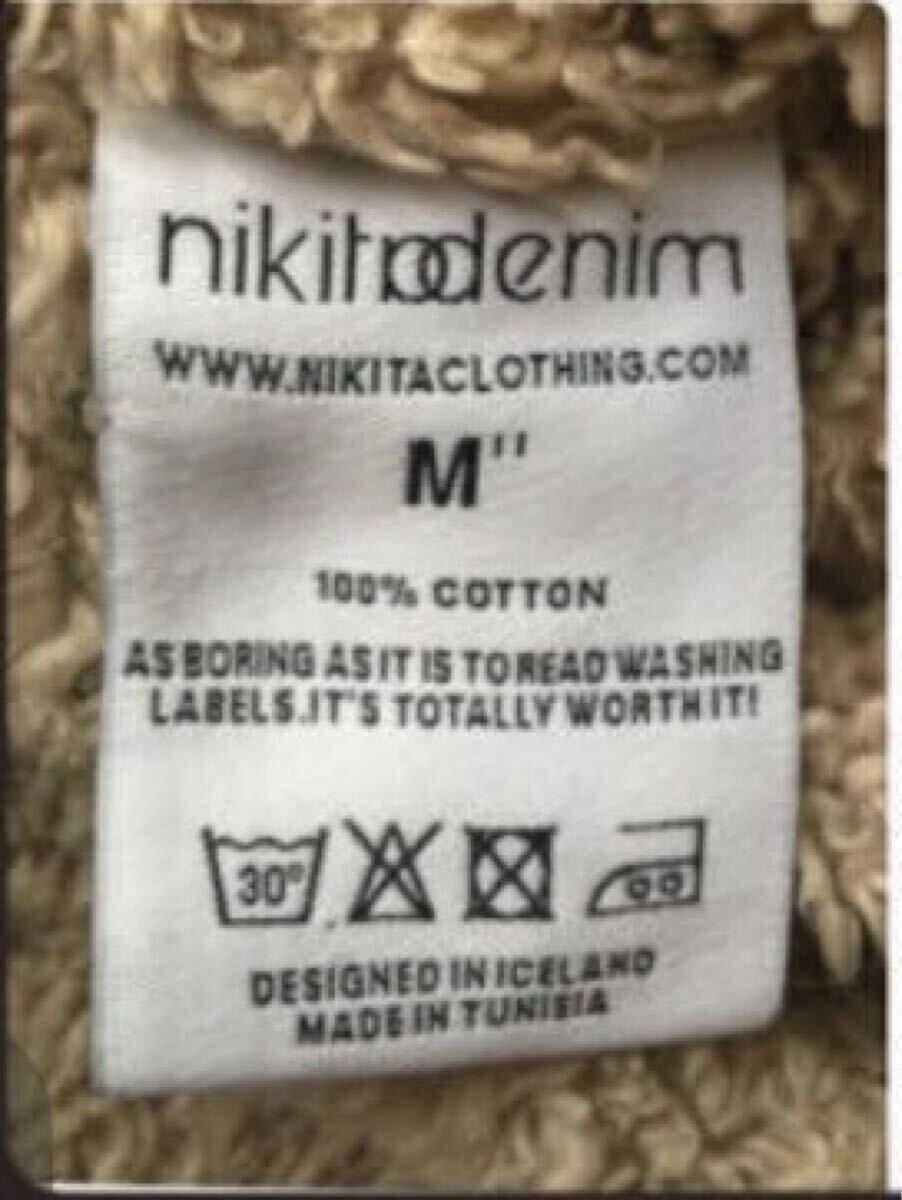 nikitadenim
WWW.NIKITACLOTHING.COM
M"
100% COTTON
AS BORING AS IT IS TO READ WASHING
LABELS.IT'S TOTALLY WORTH IT!
30°
DESIGNED IN ICELAND
MADE IN TUNISIA